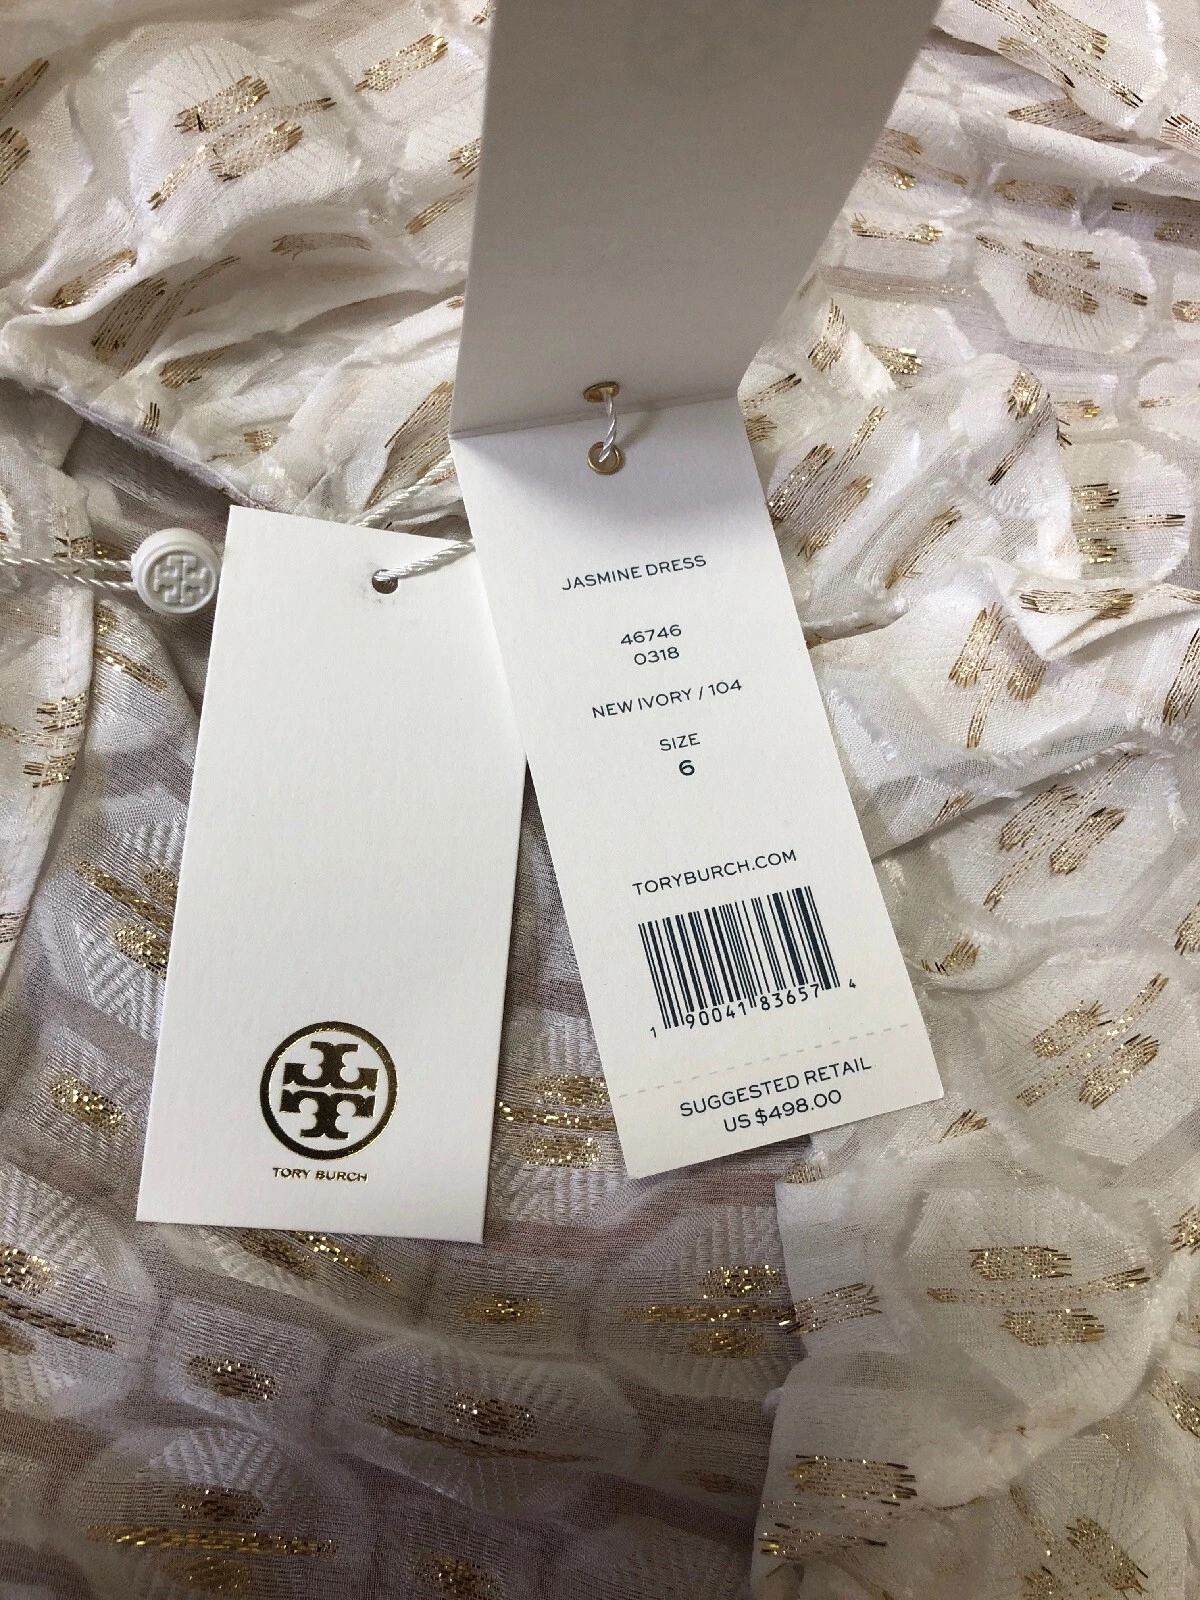 JASMINE DRESS
46746
0318
NEW IVORY / 104
SIZE
6
TORYBURCH.COM
1 90041 83657 4
SUGGESTED RETAIL
US $498.00
TORY BURCH